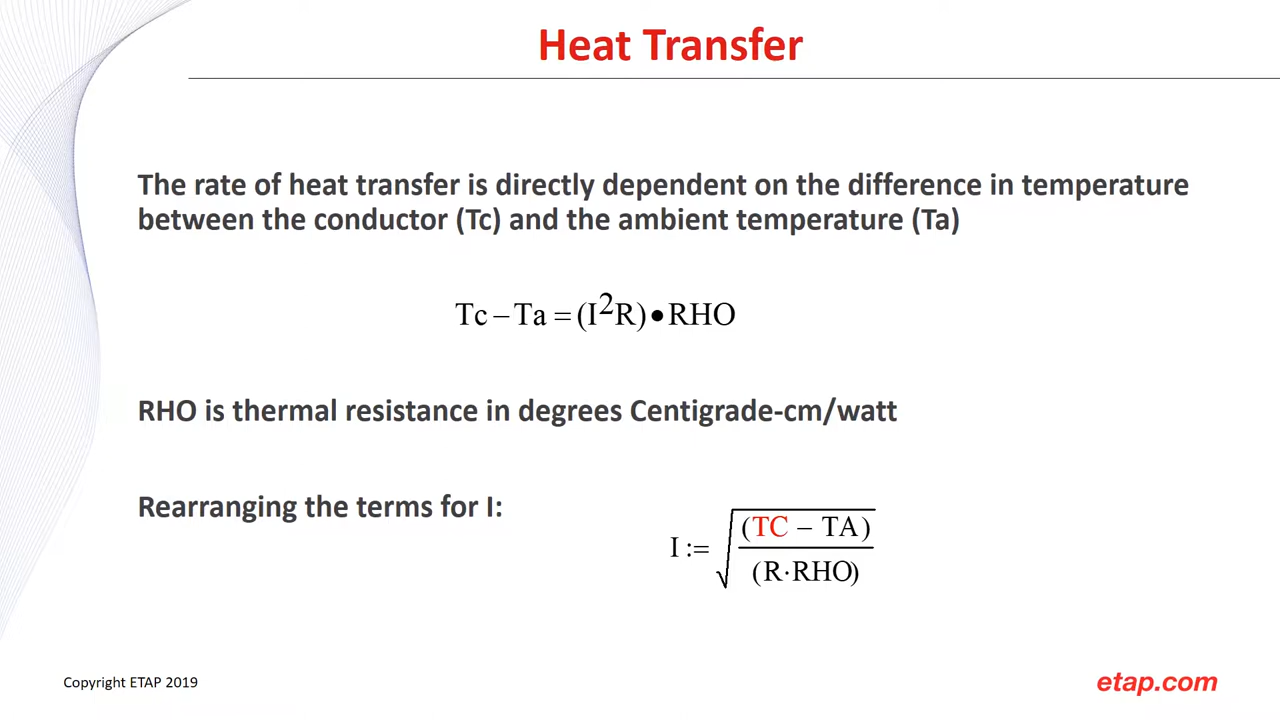 Heat Transfer
The rate of heat transfer is directly dependent on the difference in temperature
between the conductor (Tc) and the ambient temperature (Ta)
Tc – Ta = (I²R) • RHO
RHO is thermal resistance in degrees Centigrade-cm/watt
Rearranging the terms for I:
I := √((TC – TA) / (R·RHO))
Copyright ETAP 2019
etap.com